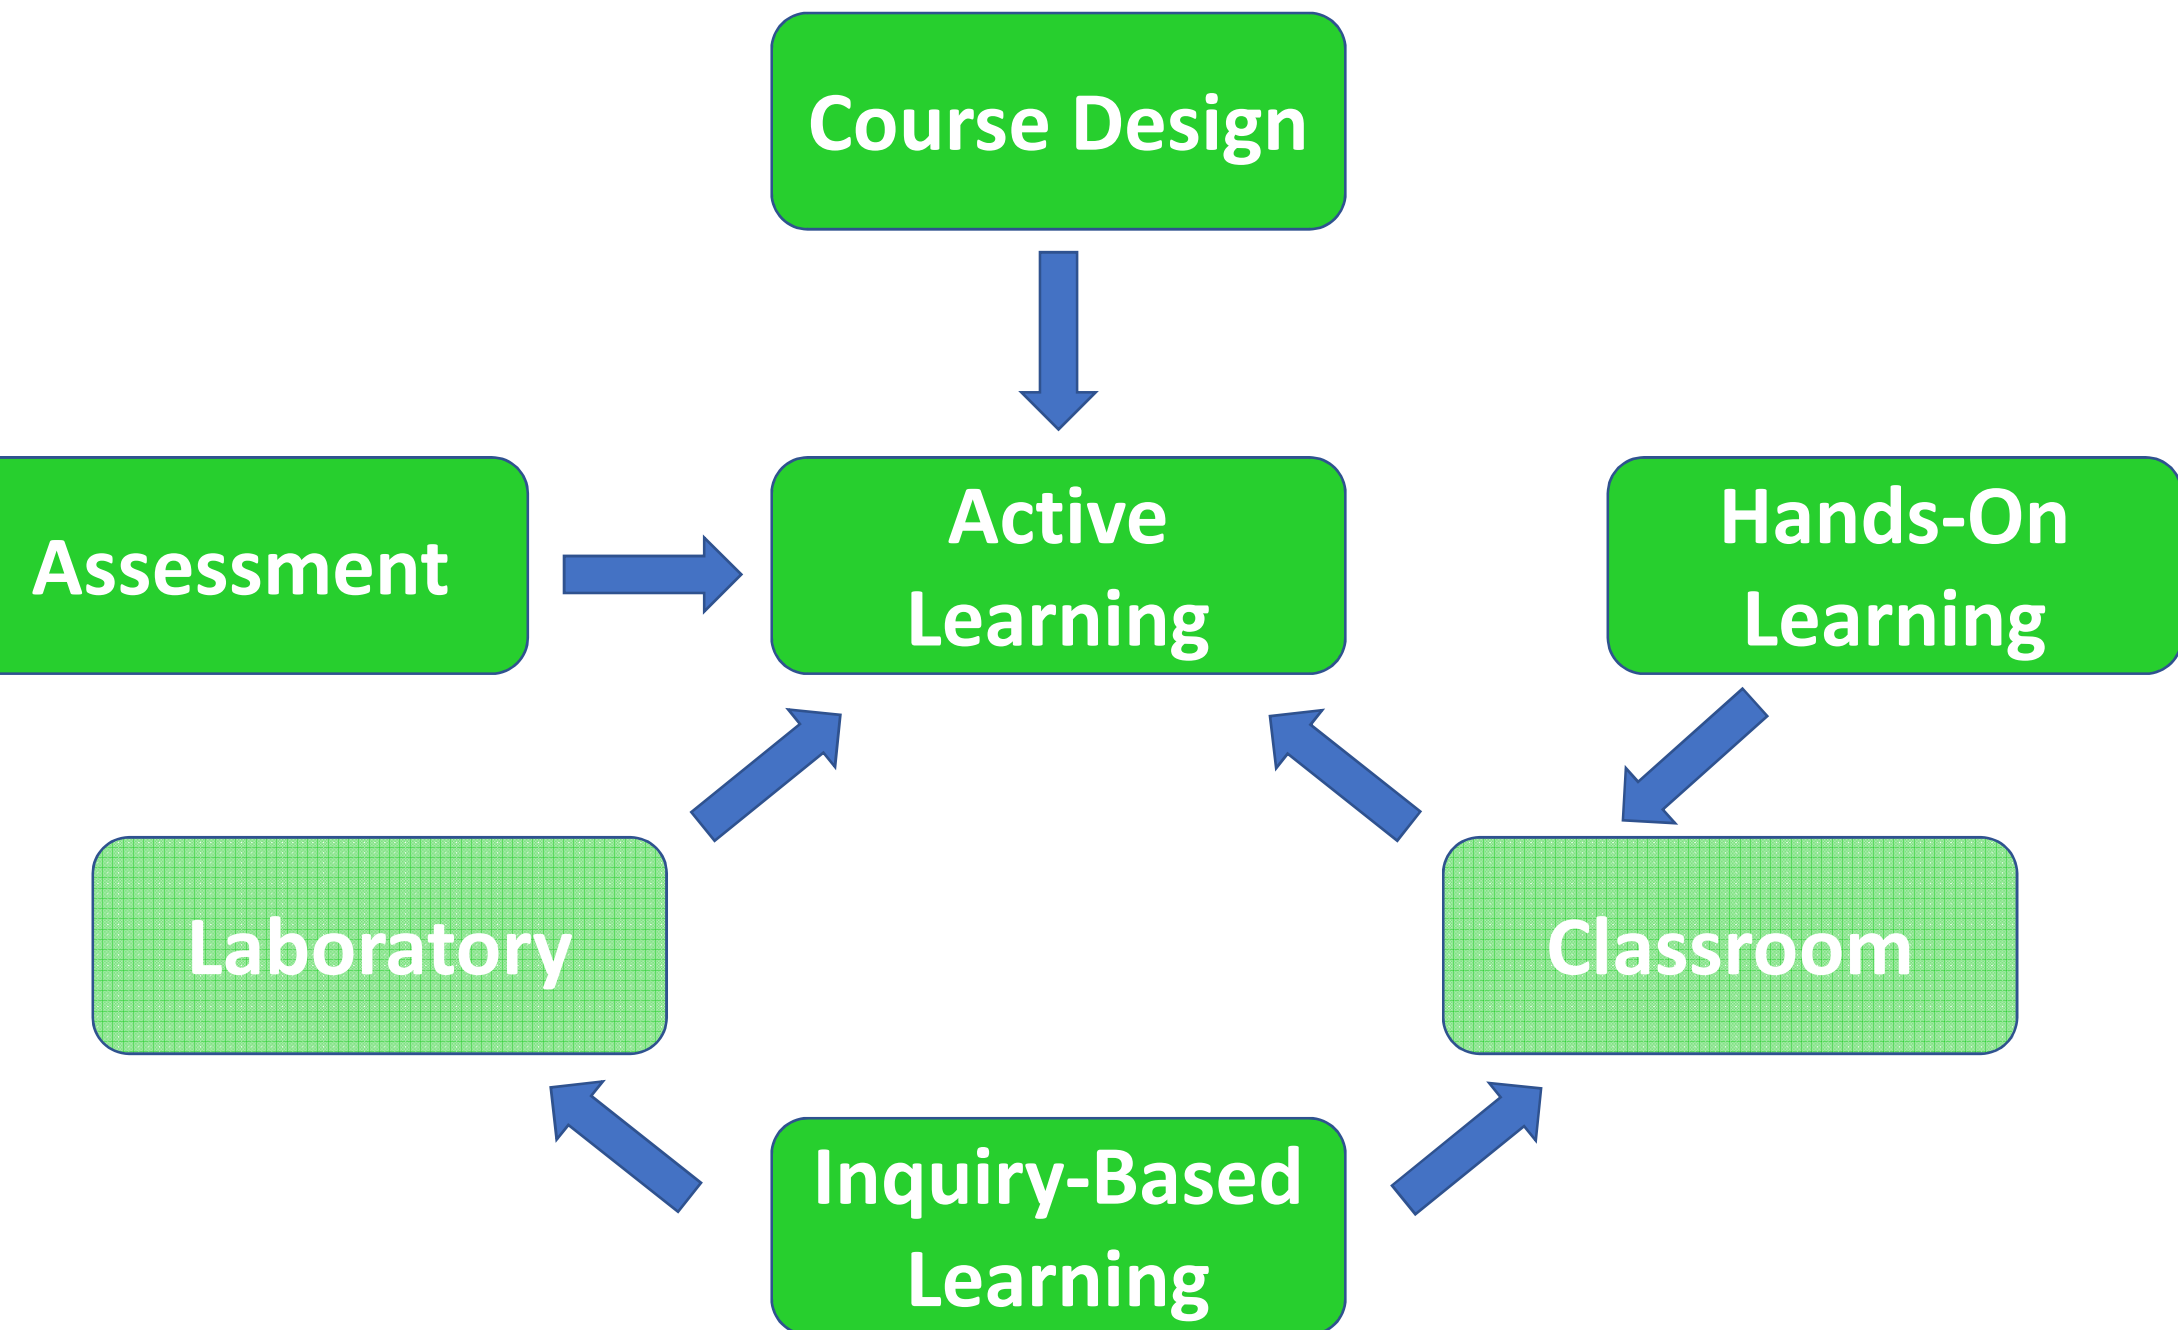 Course Design
Assessment
Active
Learning
Hands-On
Learning
Laboratory
Classroom
Inquiry-Based
Learning